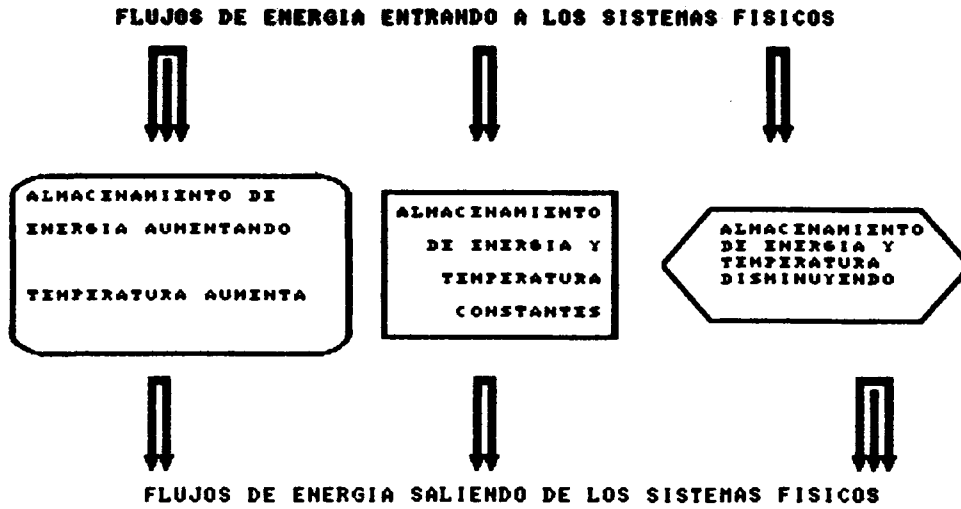 FLUJOS DE ENERGIA ENTRANDO A LOS SISTEMAS FISICOS
ALMACENAMIENTO DE
ENERGIA AUMENTANDO
TEMPERATURA AUMENTA
ALMACENAMIENTO
DE ENERGIA Y
TEMPERATURA
CONSTANTES
ALMACENAMIENTO
DE ENERGIA Y
TEMPERATURA
DISMINUYENDO
FLUJOS DE ENERGIA SALIENDO DE LOS SISTEMAS FISICOS